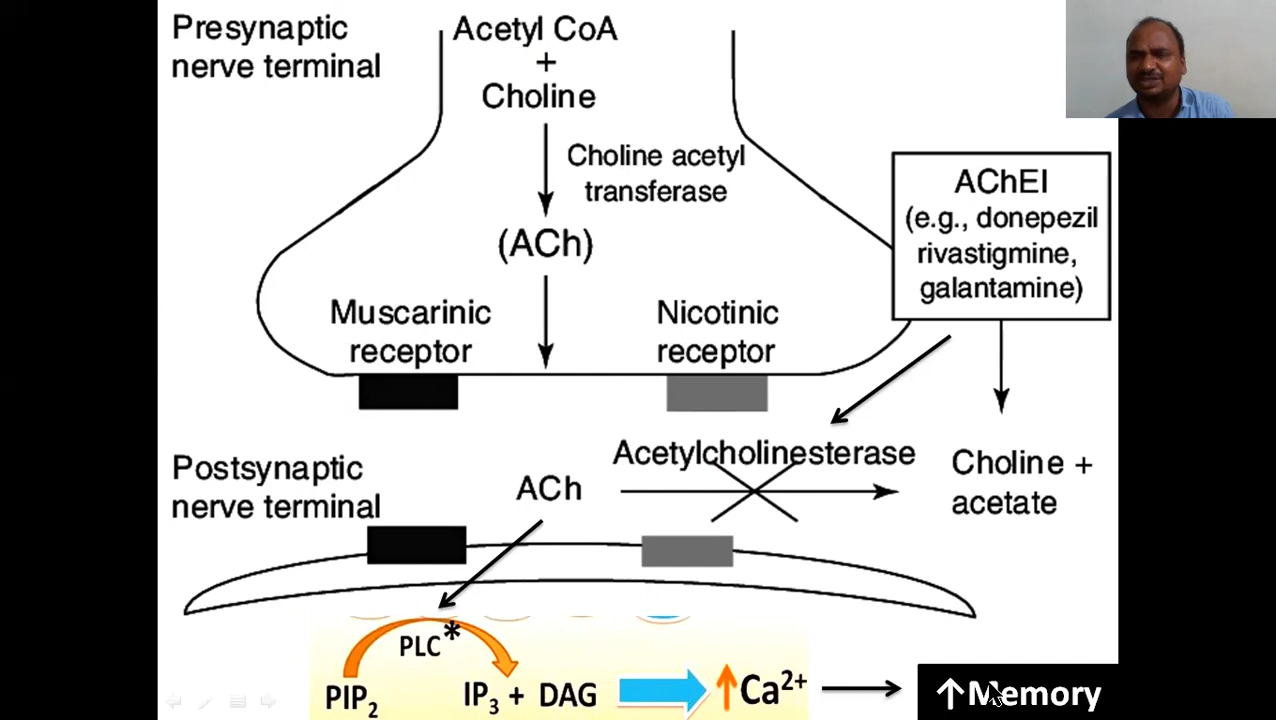 Presynaptic
nerve terminal
Acetyl CoA
+
Choline
Choline acetyl
transferase
(ACh)
AChEI
(e.g., donepezil
rivastigmine,
galantamine)
Muscarinic
receptor
Nicotinic
receptor
Postsynaptic
nerve terminal
ACh
Acetylcholinesterase
Choline +
acetate
PLC*
PIP₂
IP₃ + DAG
↑Ca²⁺
↑Memory